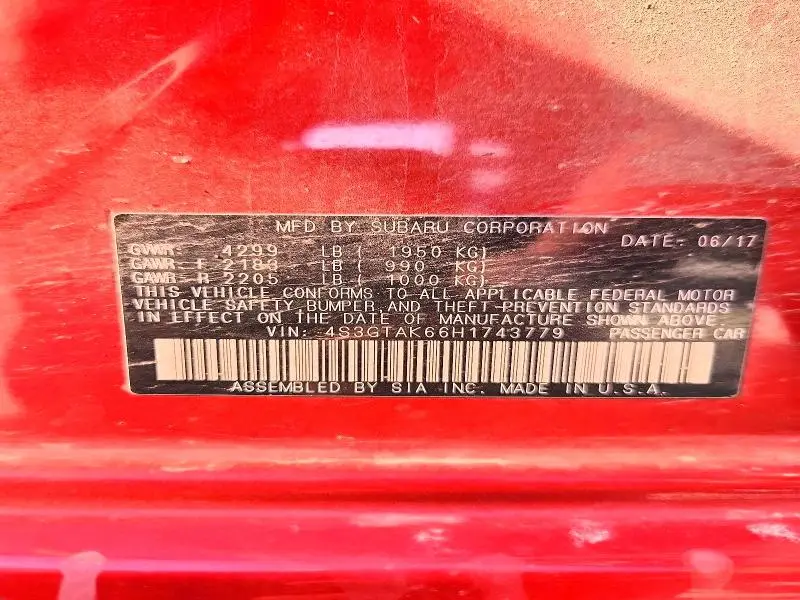 MFD BY SUBARU CORPORATION
DATE- 06/17
GVWR 4299 LB ( 1950 KG)
GAWR F 2183 LB ( 990 KG)
GAWR R 2205 LB ( 1000 KG)
THIS VEHICLE CONFORMS TO ALL APPLICABLE FEDERAL MOTOR
VEHICLE SAFETY BUMPER AND THEFT-PREVENTION STANDARDS
IN EFFECT ON THE DATE OF MANUFACTURE SHOWN ABOVE
VIN: 4S3GTAK66H1743779 PASSENGER CAR
ASSEMBLED BY SIA INC. MADE IN U.S.A.